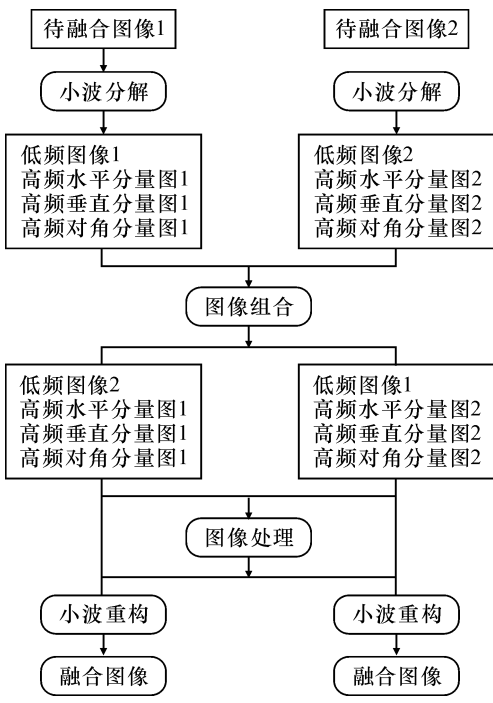 待融合图像1
待融合图像2
小波分解
小波分解
低频图像1
高频水平分量图1
高频垂直分量图1
高频对角分量图1
低频图像2
高频水平分量图2
高频垂直分量图2
高频对角分量图2
图像组合
低频图像2
高频水平分量图1
高频垂直分量图1
高频对角分量图1
低频图像1
高频水平分量图2
高频垂直分量图2
高频对角分量图2
图像处理
小波重构
小波重构
融合图像
融合图像